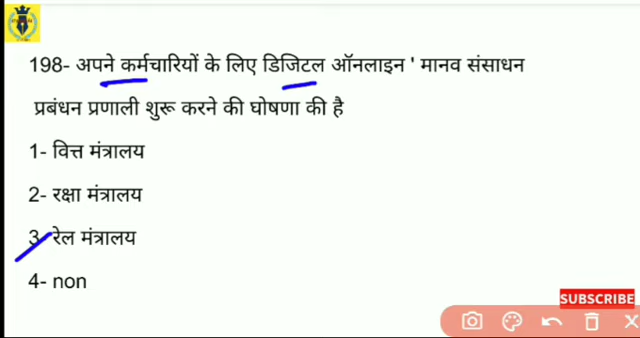 198- अपने कर्मचारियों के लिए डिजिटल ऑनलाइन ' मानव संसाधन
प्रबंधन प्रणाली शुरू करने की घोषणा की है
1- वित्त मंत्रालय
2- रक्षा मंत्रालय
3- रेल मंत्रालय
4- non
SUBSCRIBE